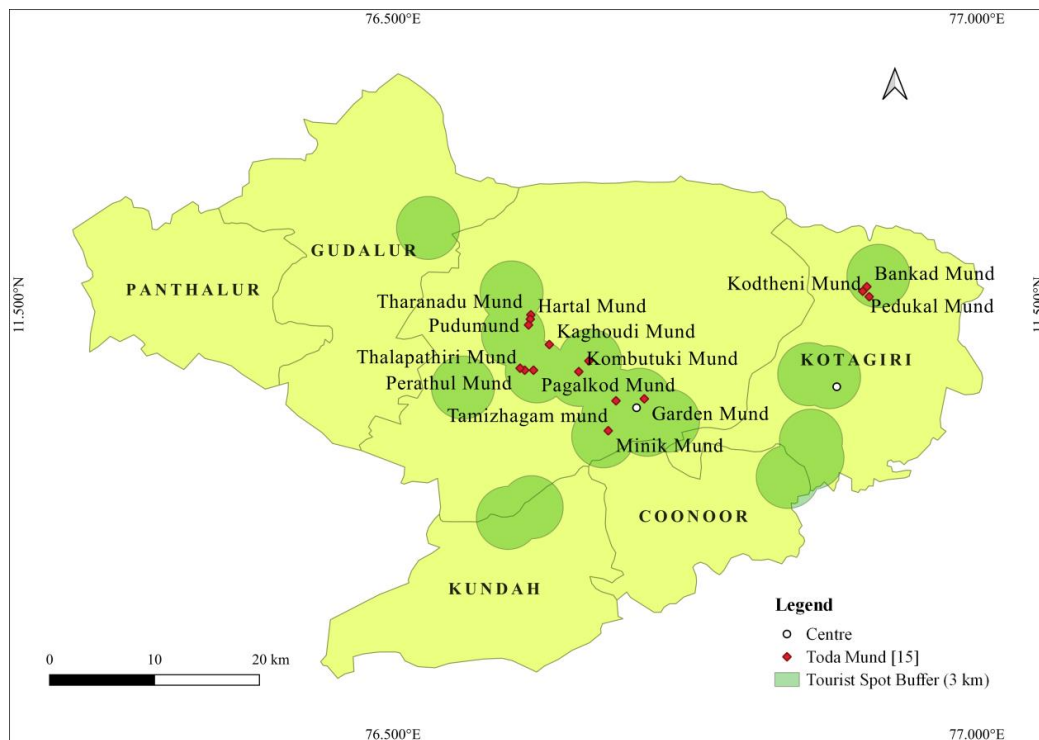 76.500°E
77.000°E
11.500°N
11.500°N
GUDALUR
PANTHALUR
Bankad Mund
Kodtheni Mund
Pedukal Mund
Tharanadu Mund
Hartal Mund
Pudumund
Kaghoudi Mund
Thalapathiri Mund
Kombutuki Mund
KOTAGIRI
Perathul Mund
Pagalkod Mund
Tamizhagam mund
Garden Mund
Minik Mund
COONOOR
KUNDAH
Legend
Centre
Toda Mund [15]
Tourist Spot Buffer (3 km)
0
10
20 km
76.500°E
77.000°E